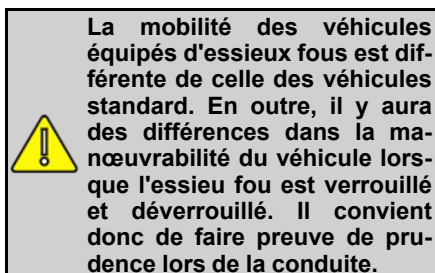 La mobilité des véhicules
équipés d'essieux fous est dif-
férente de celle des véhicules
standard. En outre, il y aura
des différences dans la ma-
nœuvrabilité du véhicule lors-
que l'essieu fou est verrouillé
et déverrouillé. Il convient
donc de faire preuve de pru-
dence lors de la conduite.